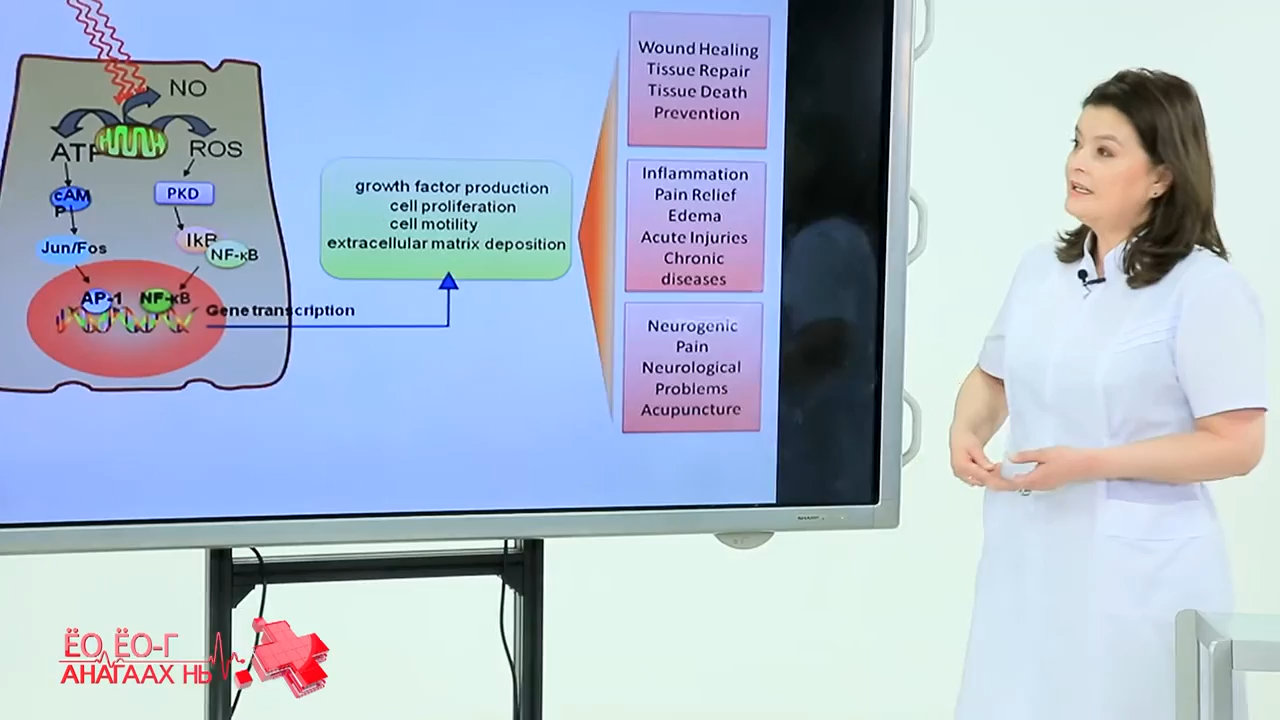 NO
ATP
ROS
cAM
P
PKD
Jun/Fos
IkB
NF-κB
AP-1
NF-κB
Gene transcription
growth factor production
cell proliferation
cell motility
extracellular matrix deposition
Wound Healing
Tissue Repair
Tissue Death
Prevention
Inflammation
Pain Relief
Edema
Acute Injuries
Chronic
diseases
Neurogenic
Pain
Neurological
Problems
Acupuncture
SHARP
ЁО, ЁО-Г
АНАГААХ НЬ